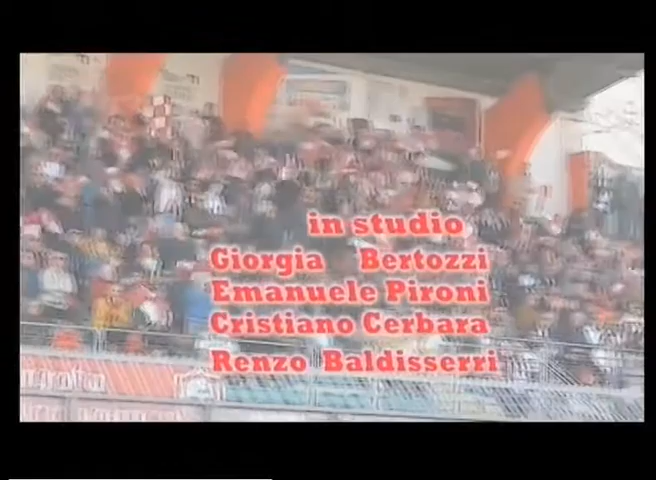 in studio
Giorgia Bertozzi
Emanuele Pironi
Cristiano Cerbara
Renzo Baldisserri